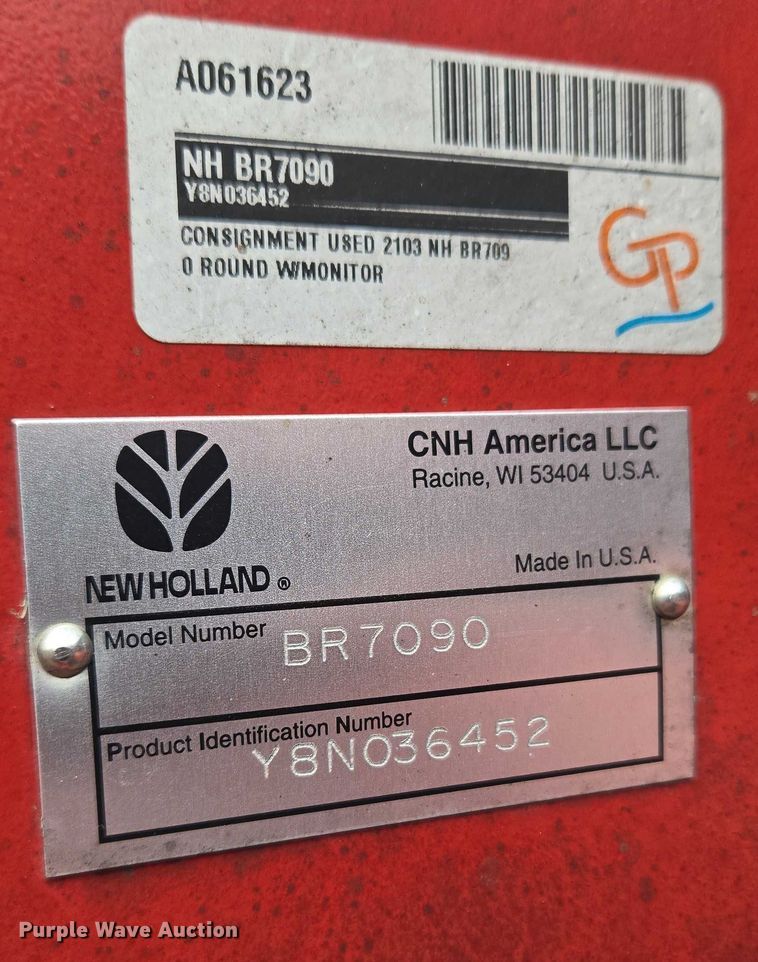 A061623
NH BR7090
Y8N036452
CONSIGNMENT USED 2103 NH BR709
0 ROUND W/MONITOR
GP
CNH America LLC
Racine, WI 53404 U.S.A.
Made In U.S.A.
NEW HOLLAND ®
Model Number BR7090
Product Identification Number
Y8N036452
Purple Wave Auction